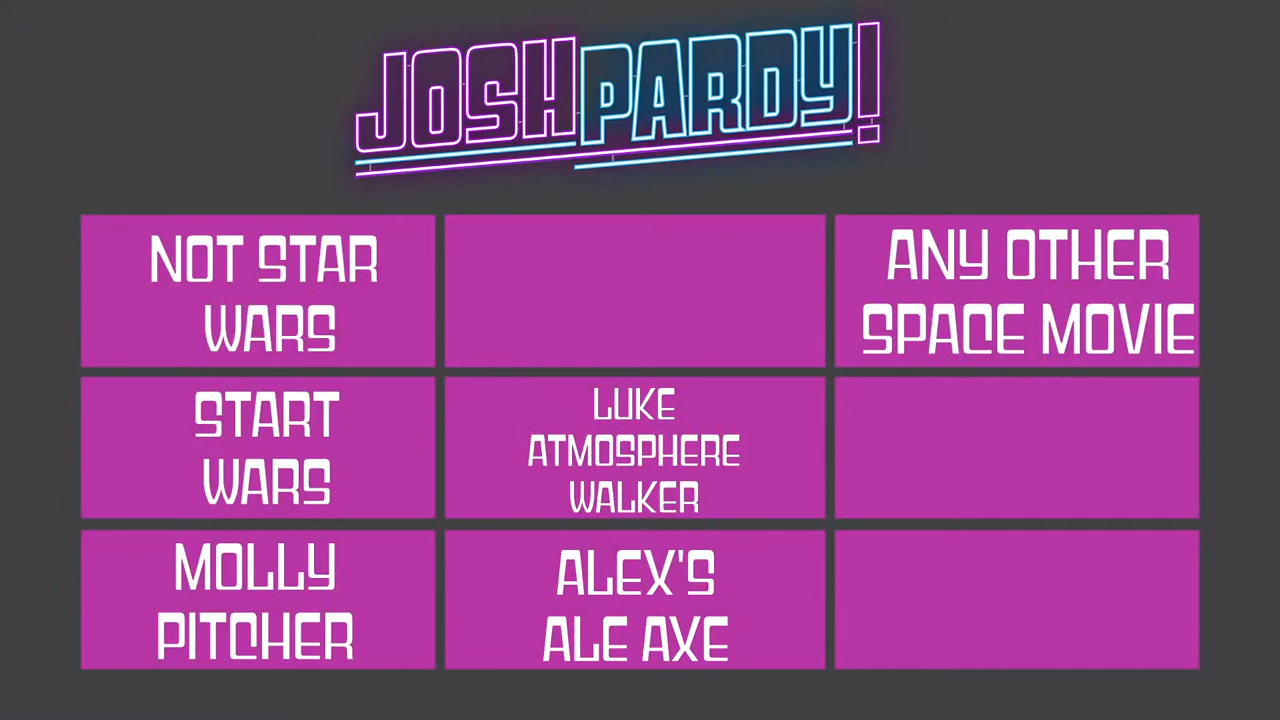 JOSHPARDY!
NOT STAR
WARS
ANY OTHER
SPACE MOVIE
START
WARS
LUKE
ATMOSPHERE
WALKER
MOLLY
PITCHER
ALEX'S
ALE AXE